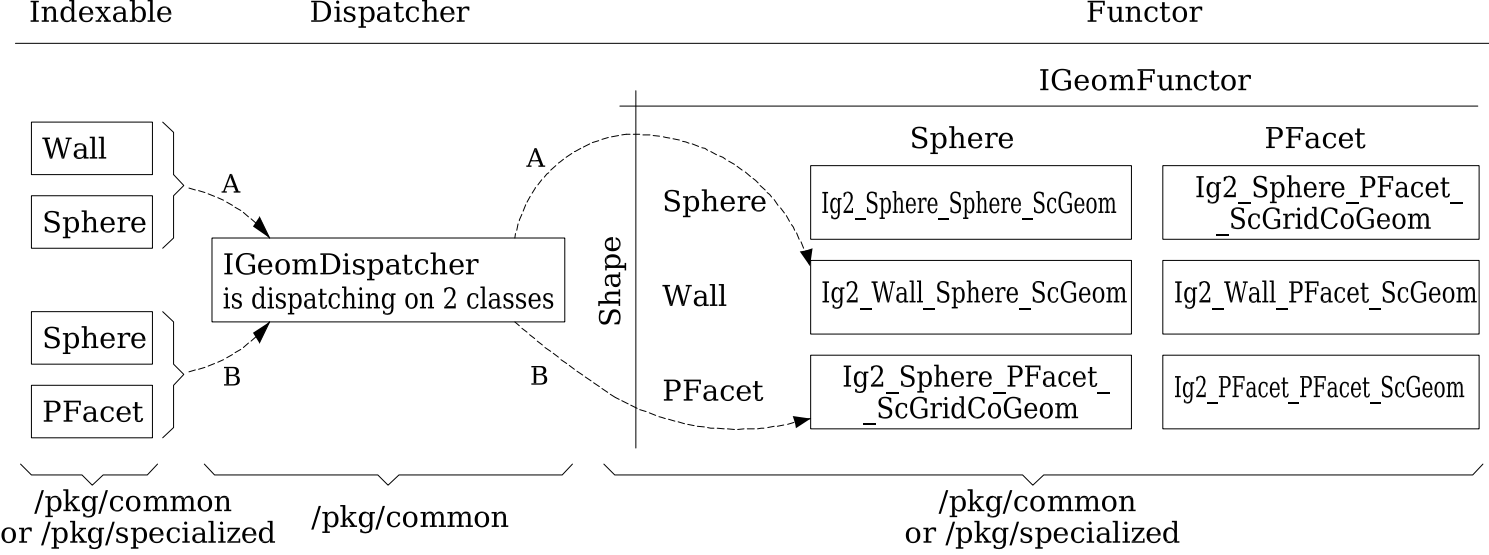 Indexable
Dispatcher
Functor
IGeomFunctor
Sphere
PFacet
Wall
Sphere
A
Sphere
PFacet
B
IGeomDispatcher
is dispatching on 2 classes
A
B
Shape
Sphere
Ig2_Sphere_Sphere_ScGeom
Ig2_Sphere_PFacet_
_ScGridCoGeom
Wall
Ig2_Wall_Sphere_ScGeom
Ig2_Wall_PFacet_ScGeom
PFacet
Ig2_Sphere_PFacet_
_ScGridCoGeom
Ig2_PFacet_PFacet_ScGeom
/pkg/common
or /pkg/specialized
/pkg/common
/pkg/common
or /pkg/specialized